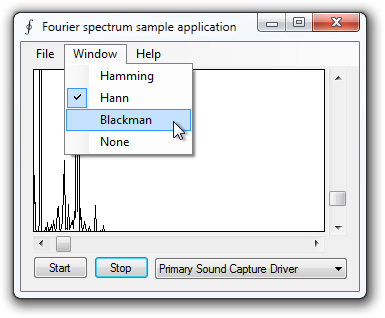 Fourier spectrum sample application
File Window Help
Hamming
Hann
Blackman
None
Start Stop Primary Sound Capture Driver